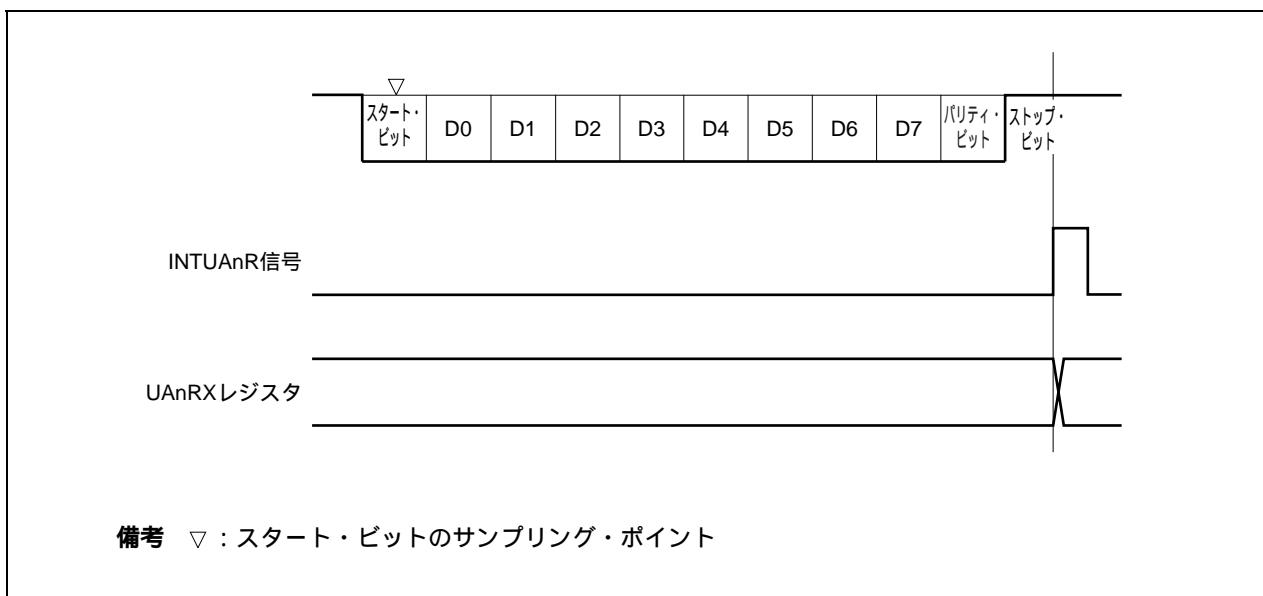 ▽
スタート・
ビット
D0
D1
D2
D3
D4
D5
D6
D7
パリティ・
ビット
ストップ・
ビット
INTUAnR信号
UAnRXレジスタ
備考 ▽：スタート・ビットのサンプリング・ポイント